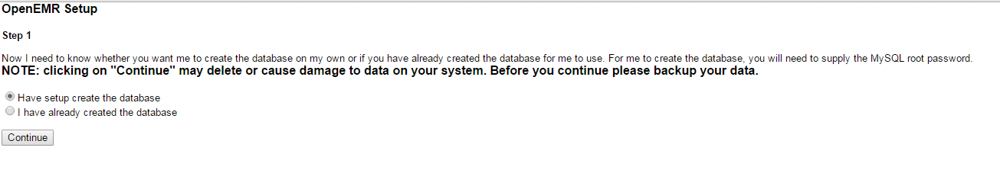 OpenEMR Setup
Step 1
Now I need to know whether you want me to create the database on my own or if you have already created the database for me to use. For me to create the database, you will need to supply the MySQL root password.
NOTE: clicking on "Continue" may delete or cause damage to data on your system. Before you continue please backup your data.
Have setup create the database
I have already created the database
Continue